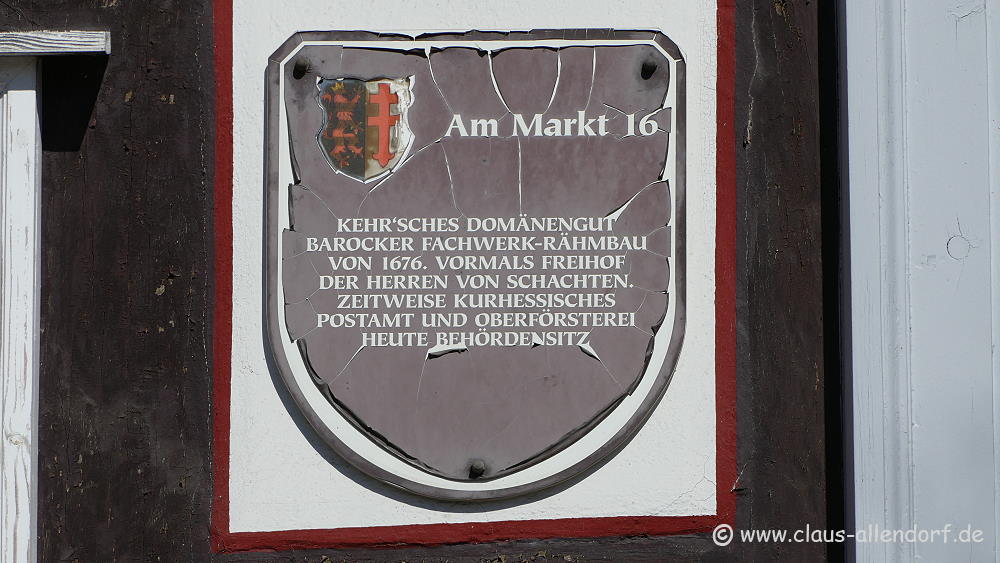 Am Markt 16
KEHR'SCHES DOMÄNENGUT
BAROCKER FACHWERK-RÄHMBAU
VON 1676. VORMALS FREIHOF
DER HERREN VON SCHACHTEN.
ZEITWEISE KURHESSISCHES
POSTAMT UND OBERFÖRSTEREI
HEUTE BEHÖRDENSITZ
© www.claus-allendorf.de